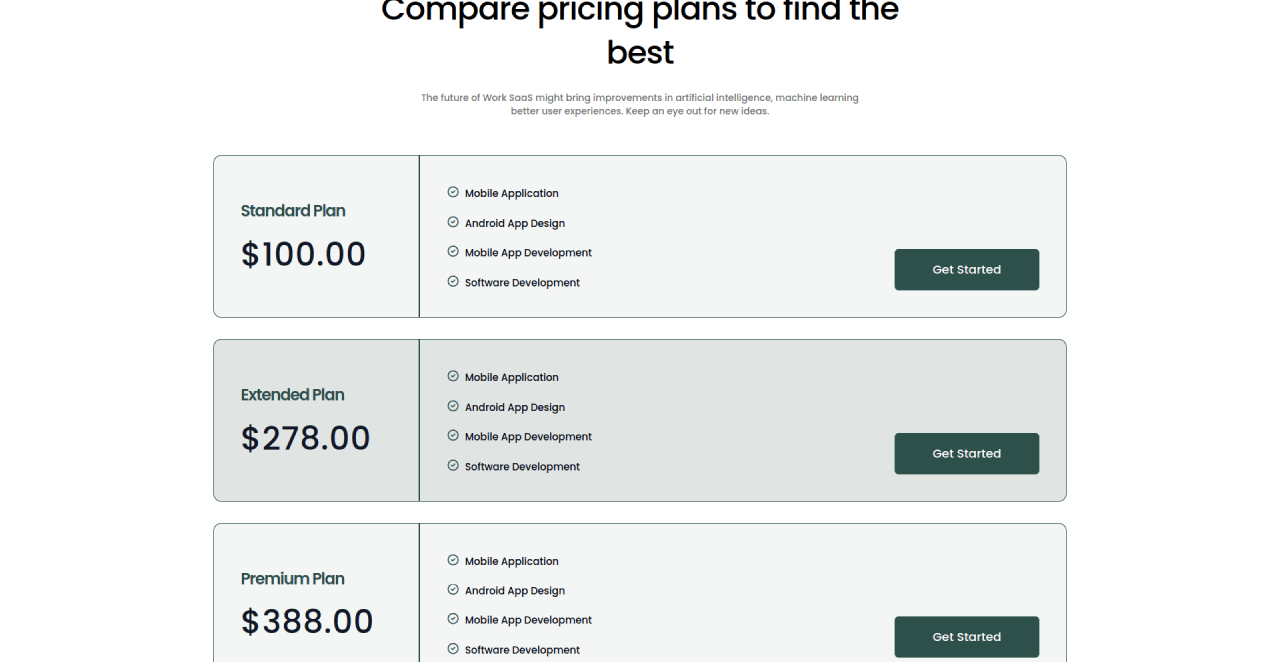 Compare pricing plans to find the
best
The future of Work SaaS might bring improvements in artificial intelligence, machine learning
better user experiences. Keep an eye out for new ideas.
Standard Plan
$100.00
Mobile Application
Android App Design
Mobile App Development
Software Development
Get Started
Extended Plan
$278.00
Mobile Application
Android App Design
Mobile App Development
Software Development
Get Started
Premium Plan
$388.00
Mobile Application
Android App Design
Mobile App Development
Software Development
Get Started